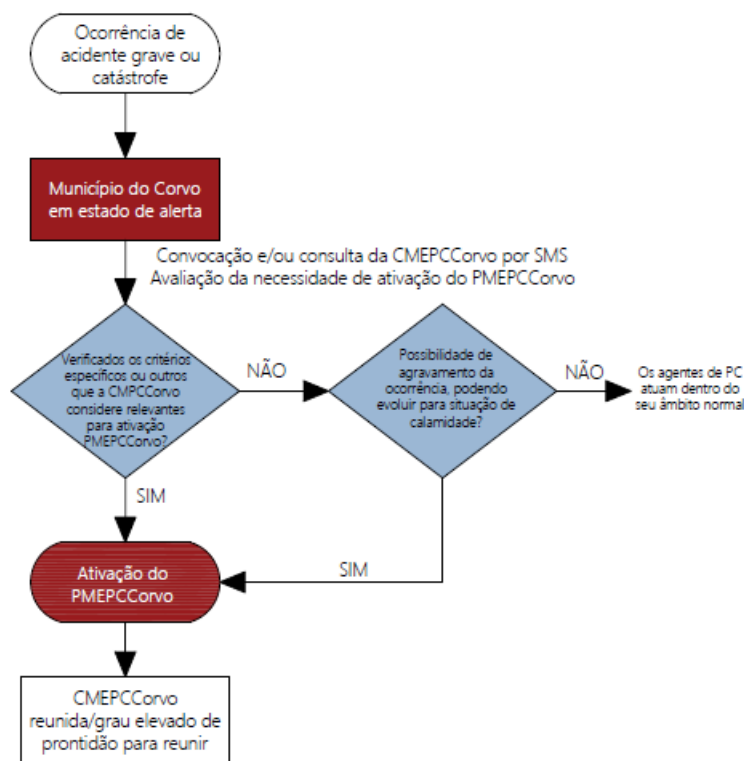 Ocorrência de
acidente grave ou
catástrofe
Município do Corvo
em estado de alerta
Convocação e/ou consulta da CMEPCCorvo por SMS
Avaliação da necessidade de ativação do PMEPCCorvo
Verificados os critérios
específicos ou outros
que a CMPCCorvo
considere relevantes
para ativação
PMEPCCorvo?
NÃO
Possibilidade de
agravamento da
ocorrência, podendo
evoluir para situação de
calamidade?
NÃO
Os agentes de PC
atuam dentro do
seu âmbito normal
SIM
SIM
Ativação do
PMEPCCorvo
CMEPCCorvo
reunida/grau elevado de
prontidão para reunir